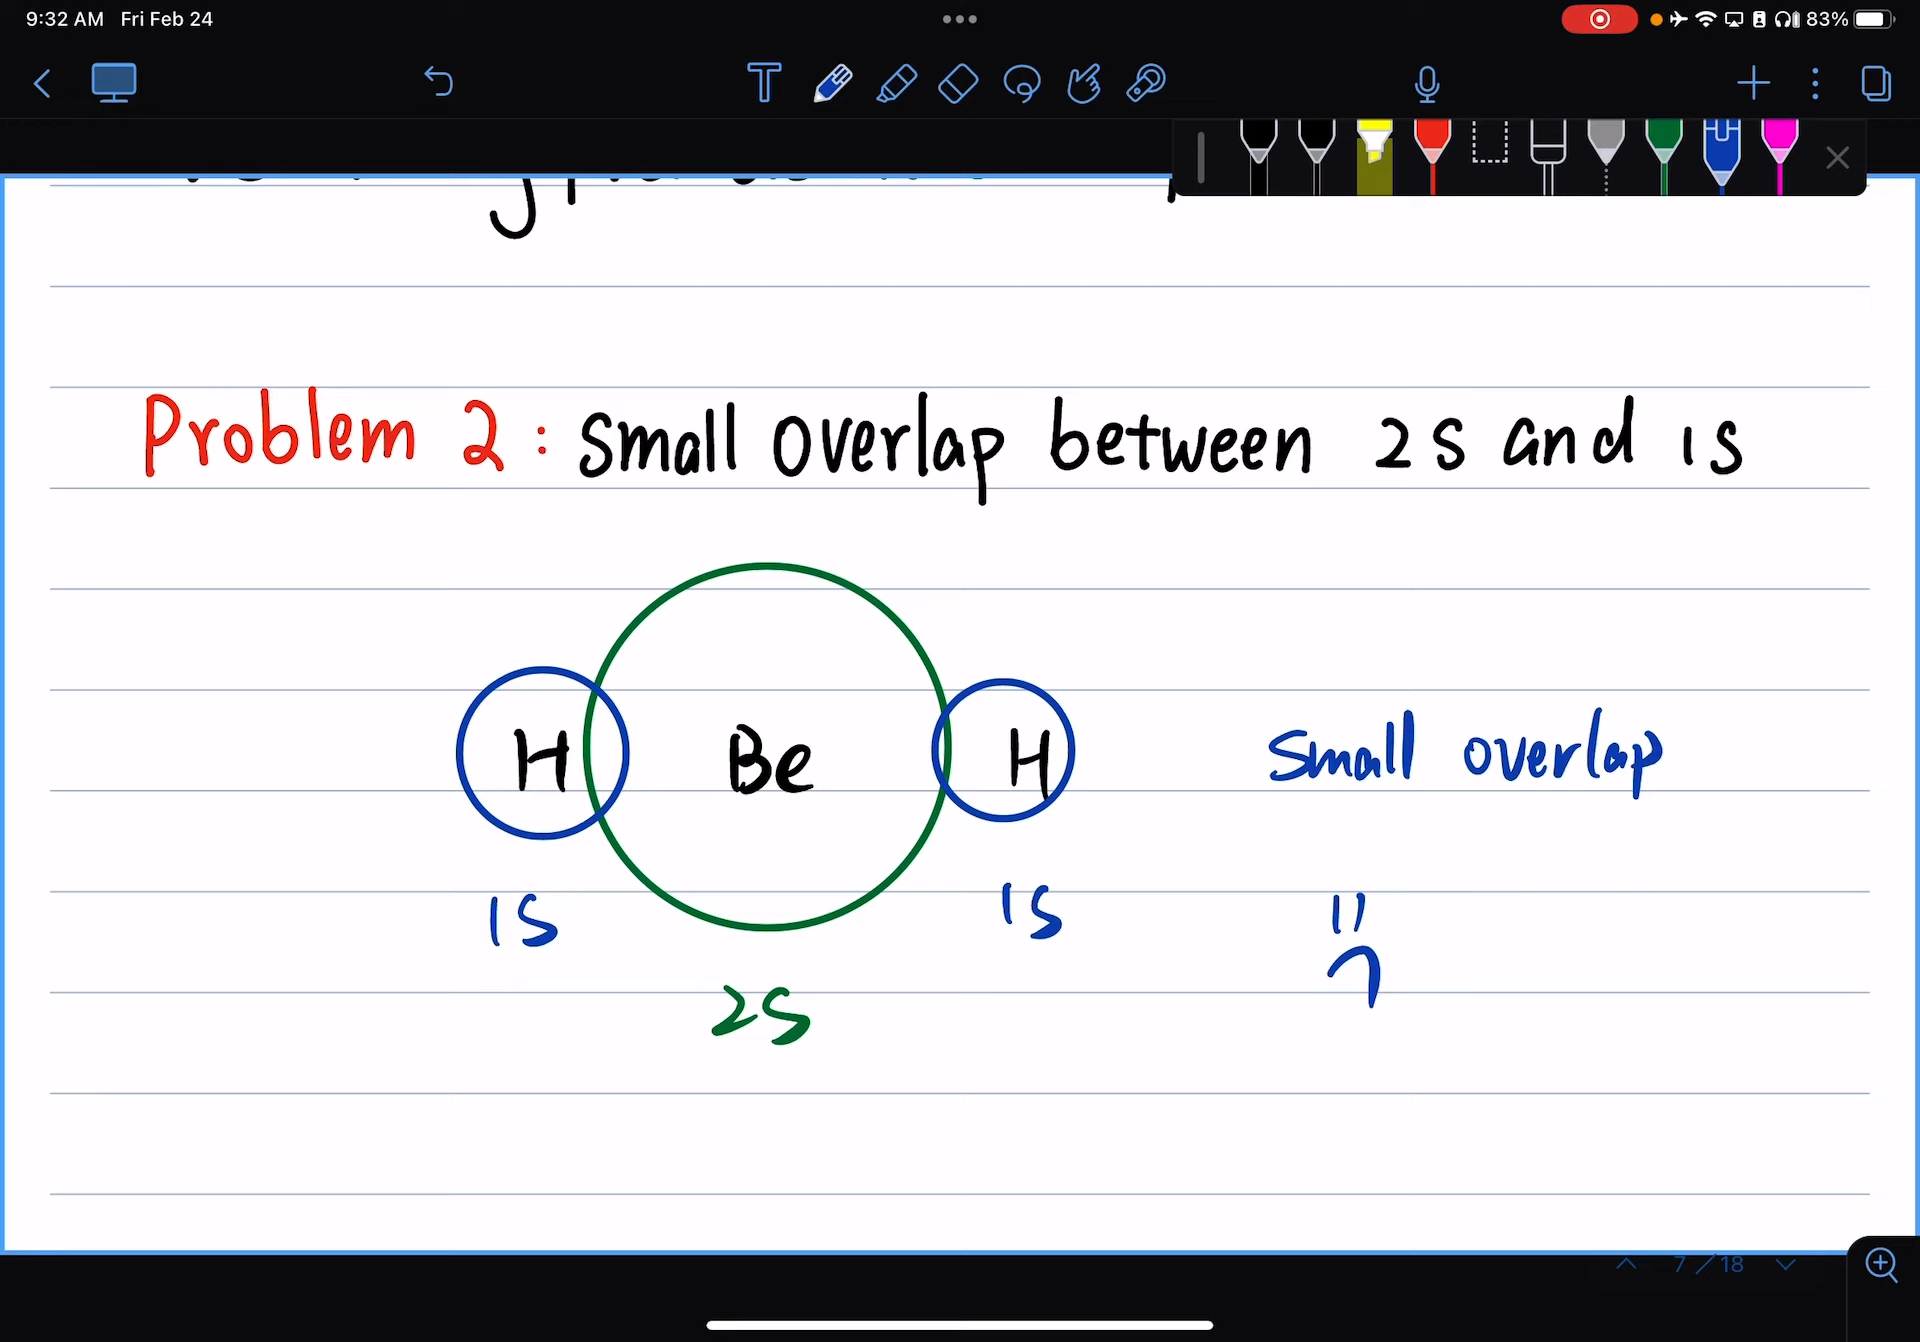 9:32 AM Fri Feb 24
83%
Problem 2: Small overlap between 2s and 1s
H Be H
Small overlap
1s
1s
2s
7 / 18